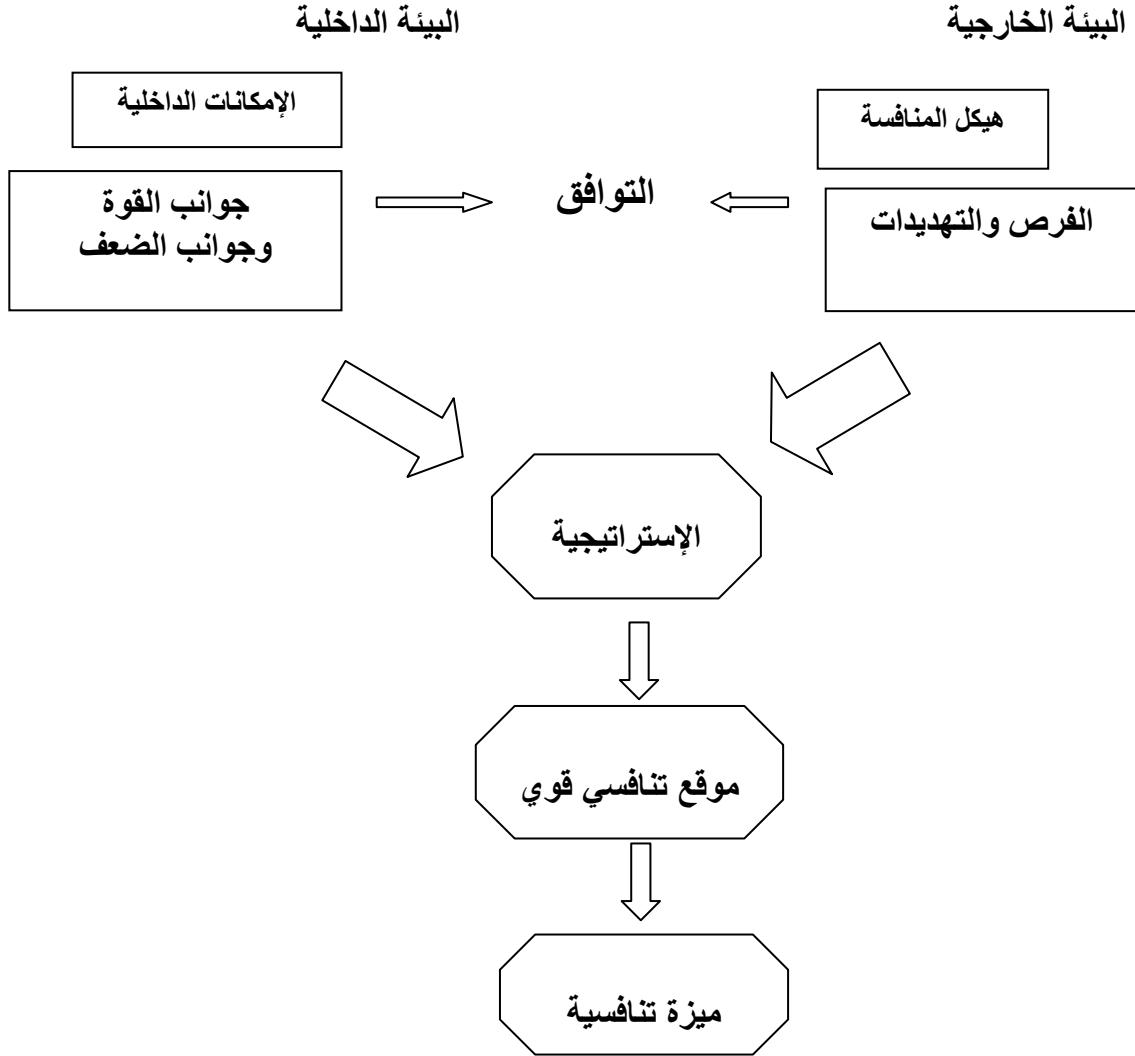 البيئة الخارجية
البيئة الداخلية
هيكل المنافسة
الإمكانات الداخلية
الفرص والتهديدات
التوافق
جوانب القوة
وجوانب الضعف
الإستراتيجية
موقع تنافسي قوي
ميزة تنافسية